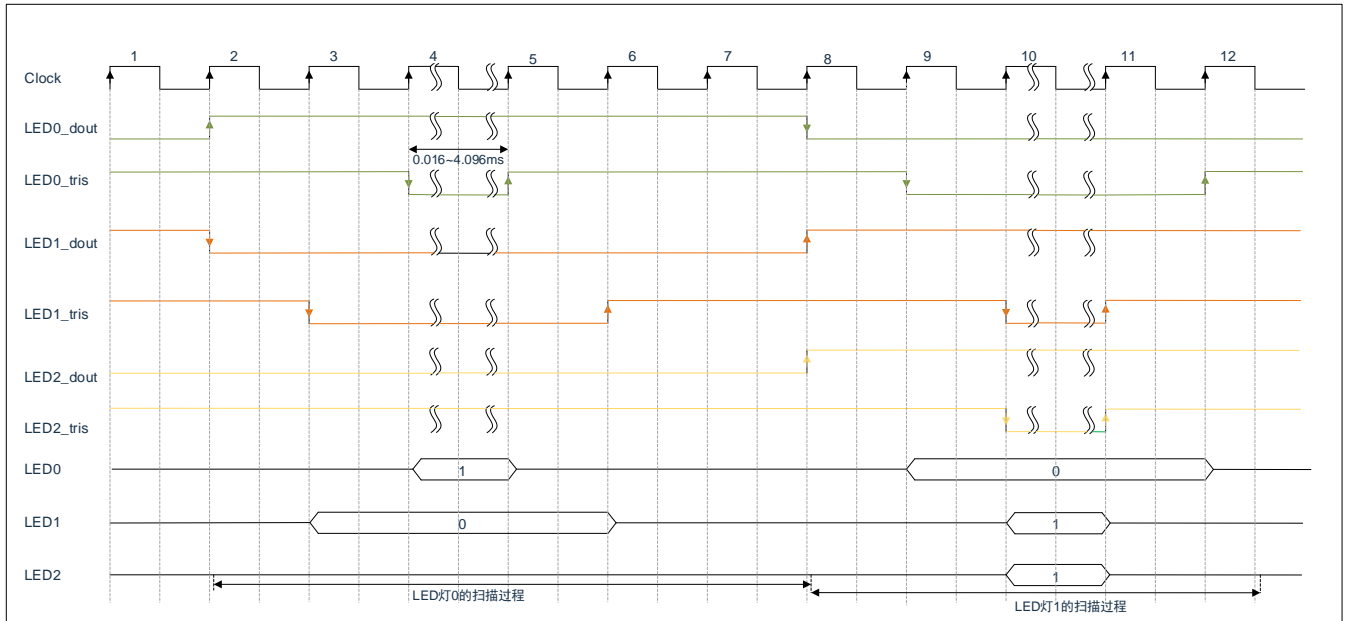 1 2 3 4 5 6 7 8 9 10 11 12
Clock
LED0_dout
0.016~4.096ms
LED0_tris
LED1_dout
LED1_tris
LED2_dout
LED2_tris
LED0 1 0
LED1 0 1
LED2 1
LED灯0的扫描过程
LED灯1的扫描过程